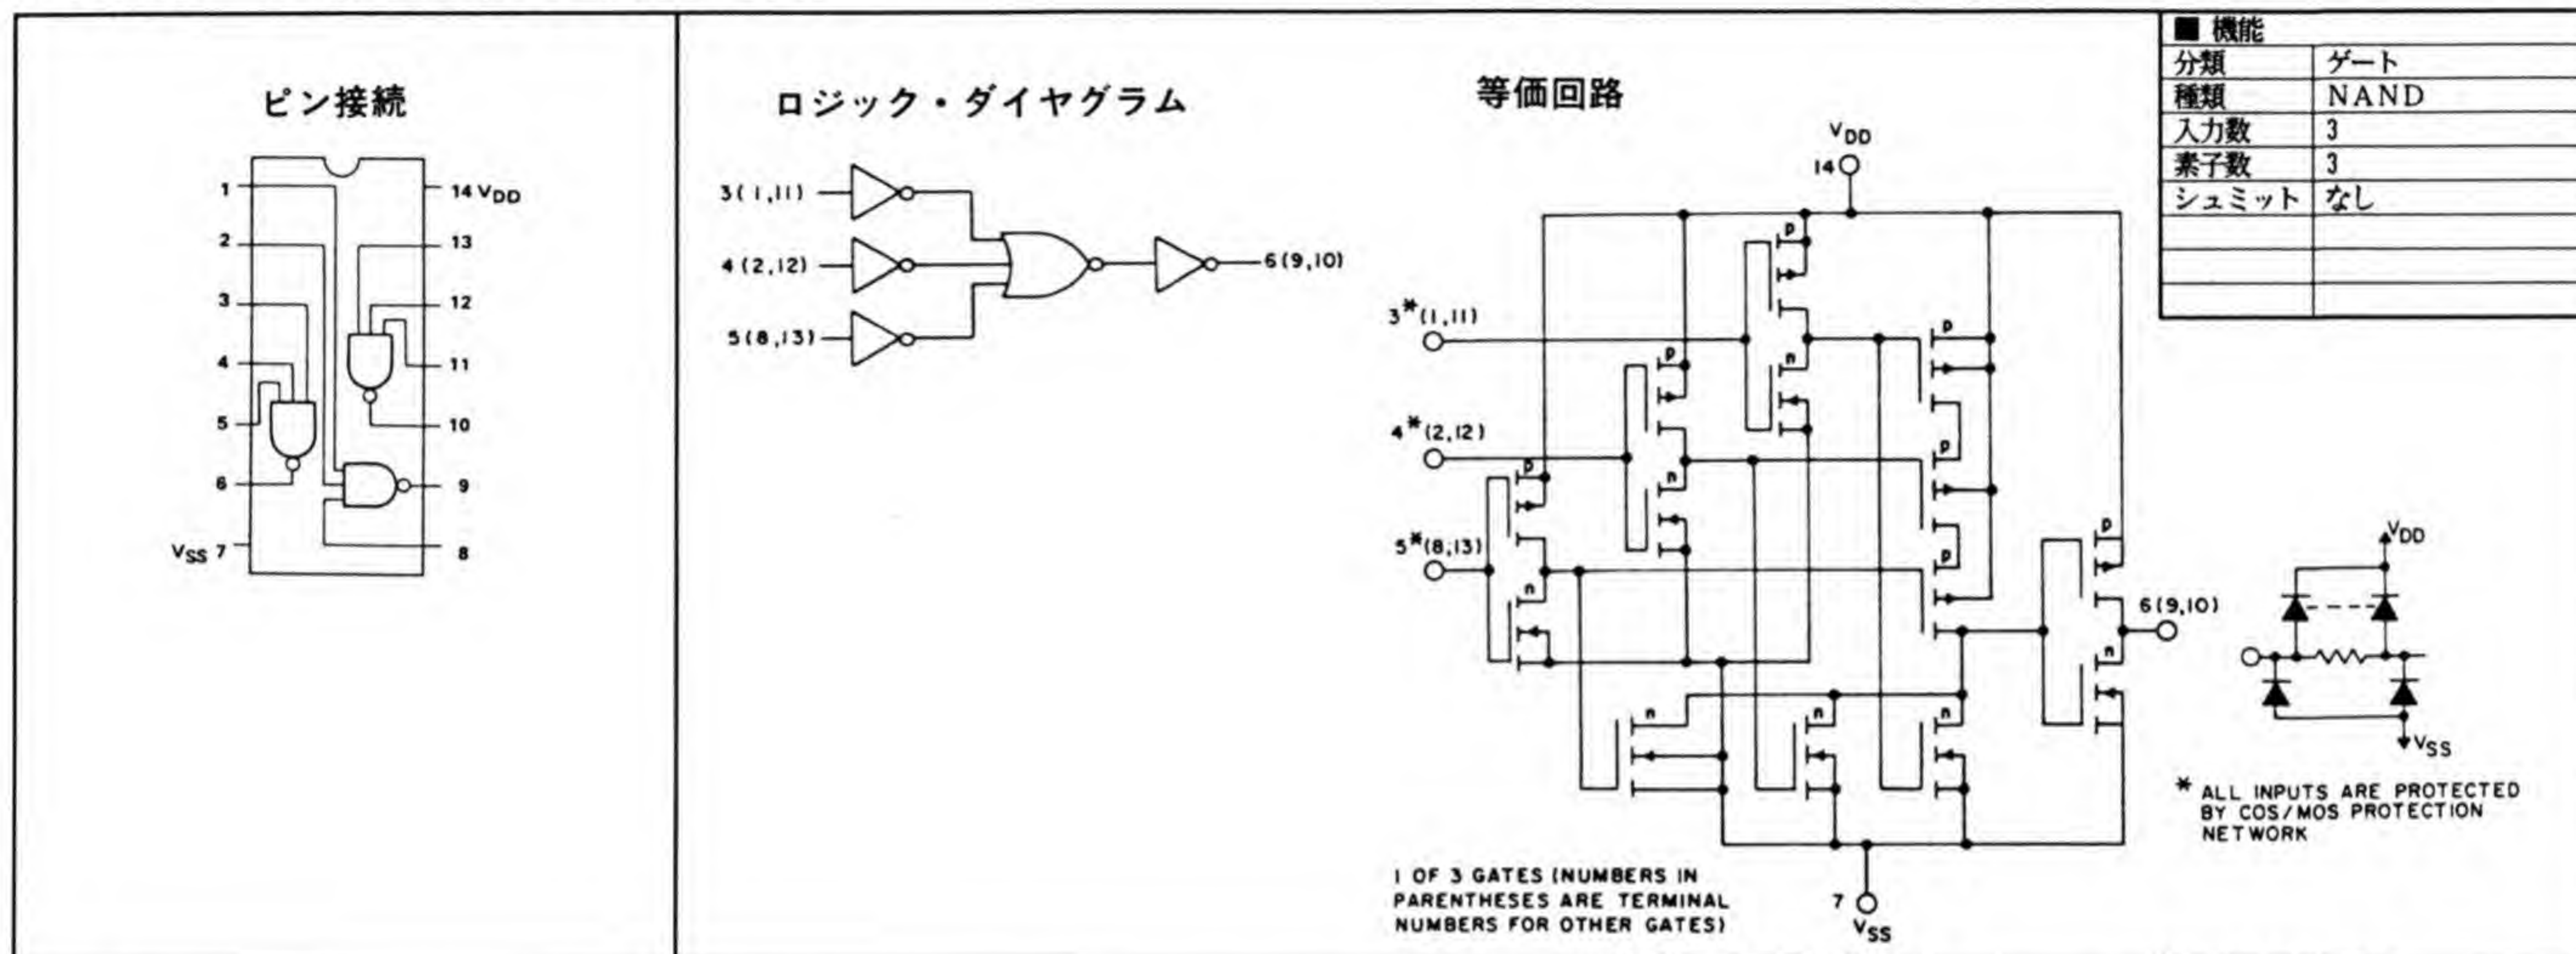 ピン接続
1
2
3
4
5
6
VSS 7
14 VDD
13
12
11
10
9
8
ロジック・ダイヤグラム
3(1,11)
4(2,12)
5(8,13)
6(9,10)
等価回路
VDD
14
3*(1,11)
4*(2,12)
5*(8,13)
p
n
p
n
p
n
p
p
p
n
n
n
p
n
6(9,10)
7
VSS
1 OF 3 GATES (NUMBERS IN
PARENTHESES ARE TERMINAL
NUMBERS FOR OTHER GATES)
VDD
VSS
* ALL INPUTS ARE PROTECTED
BY COS/MOS PROTECTION
NETWORK
■ 機能
分類 ゲート
種類 NAND
入力数 3
素子数 3
シュミット なし